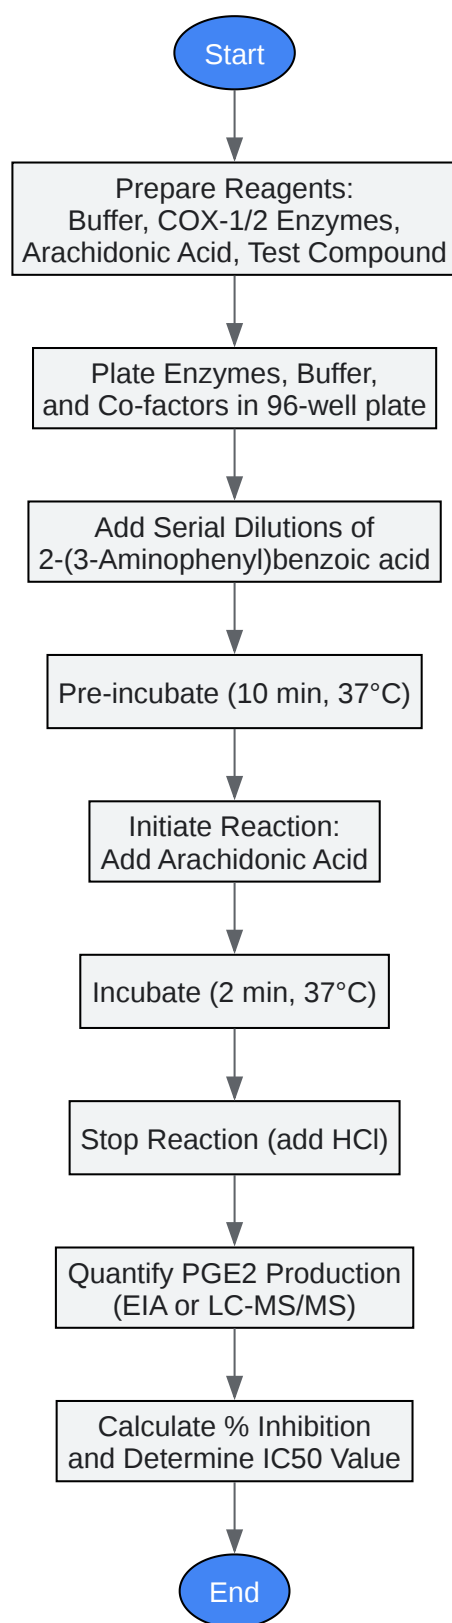 Start
Prepare Reagents:
Buffer, COX-1/2 Enzymes,
Arachidonic Acid, Test Compound
Plate Enzymes, Buffer,
and Co-factors in 96-well plate
Add Serial Dilutions of
2-(3-Aminophenyl)benzoic acid
Pre-incubate (10 min, 37°C)
Initiate Reaction:
Add Arachidonic Acid
Incubate (2 min, 37°C)
Stop Reaction (add HCl)
Quantify PGE2 Production
(EIA or LC-MS/MS)
Calculate % Inhibition
and Determine IC50 Value
End